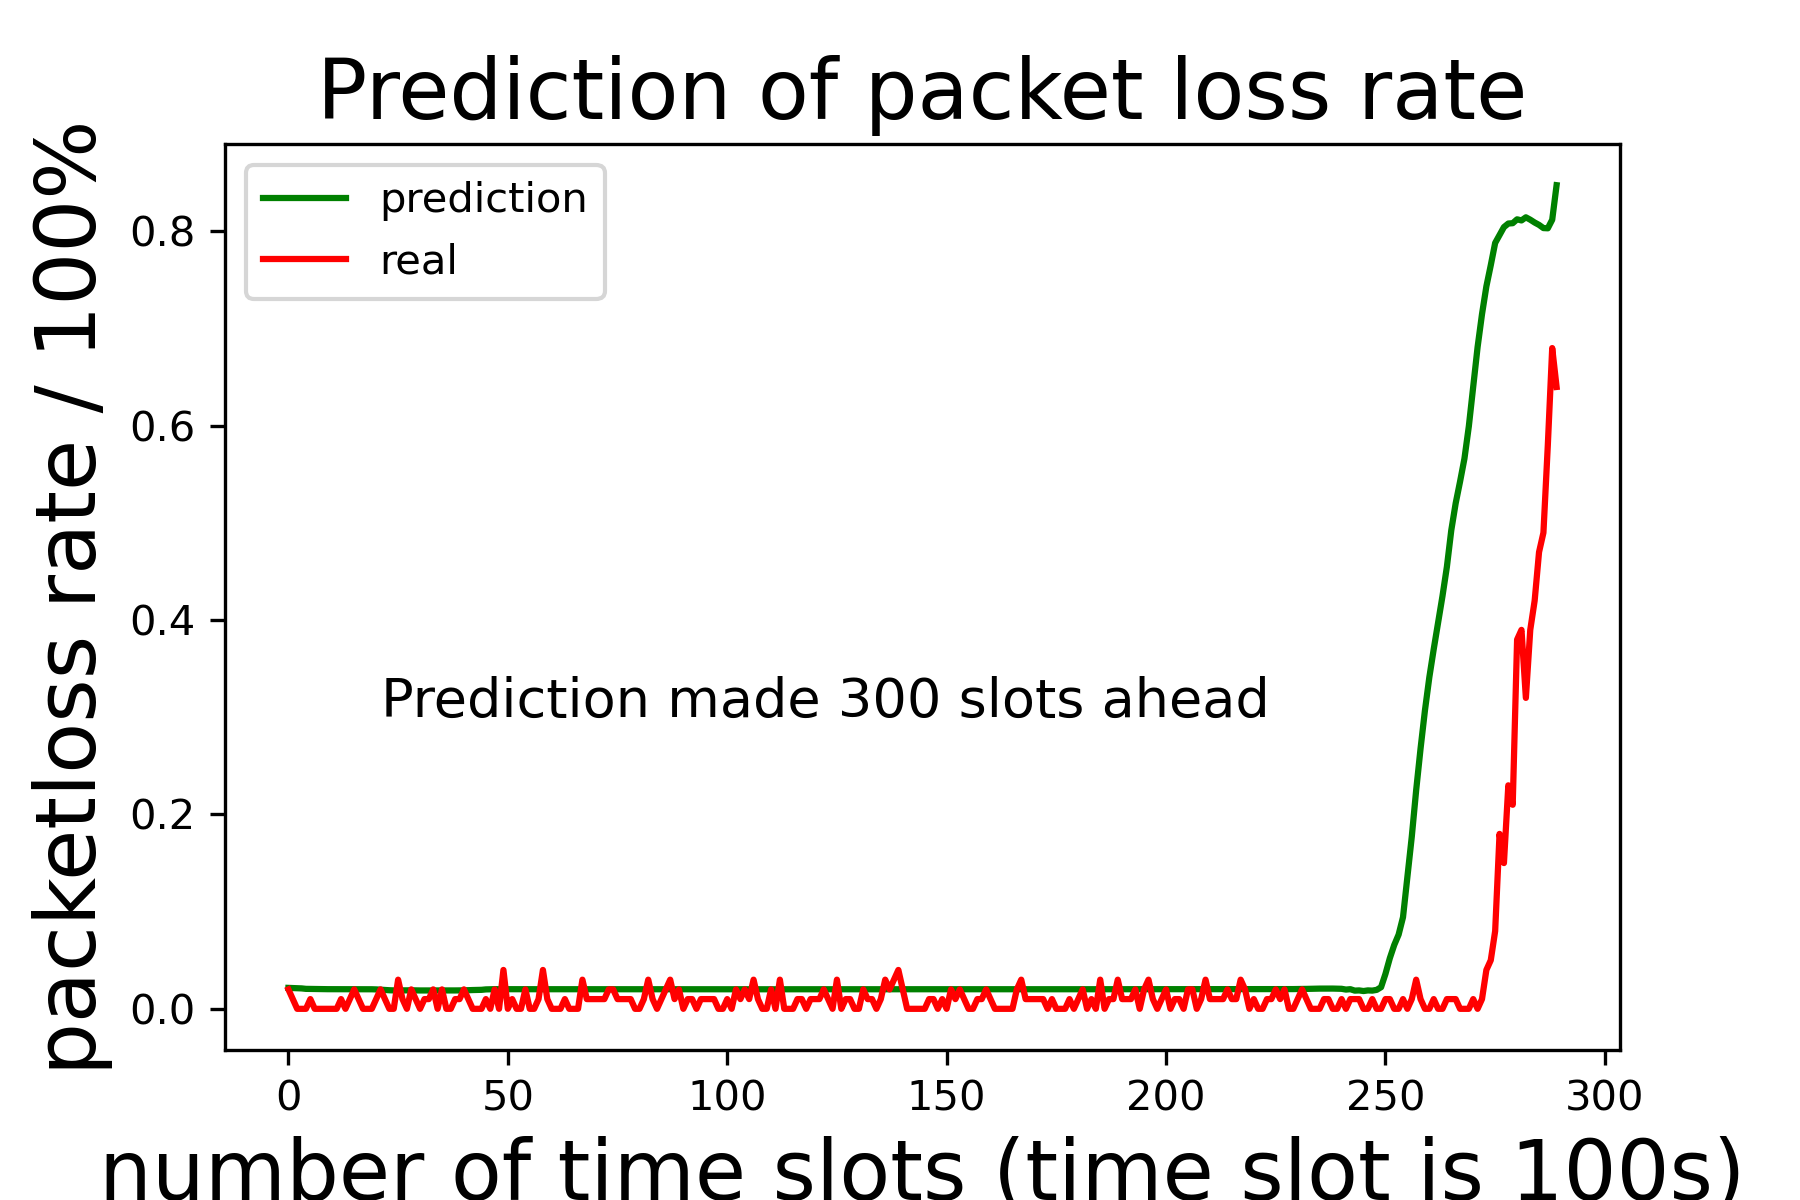 Prediction of packet loss rate
packetloss rate / 100%
prediction
real
0.8
0.6
0.4
0.2
0.0
Prediction made 300 slots ahead
0 50 100 150 200 250 300
number of time slots (time slot is 100s)